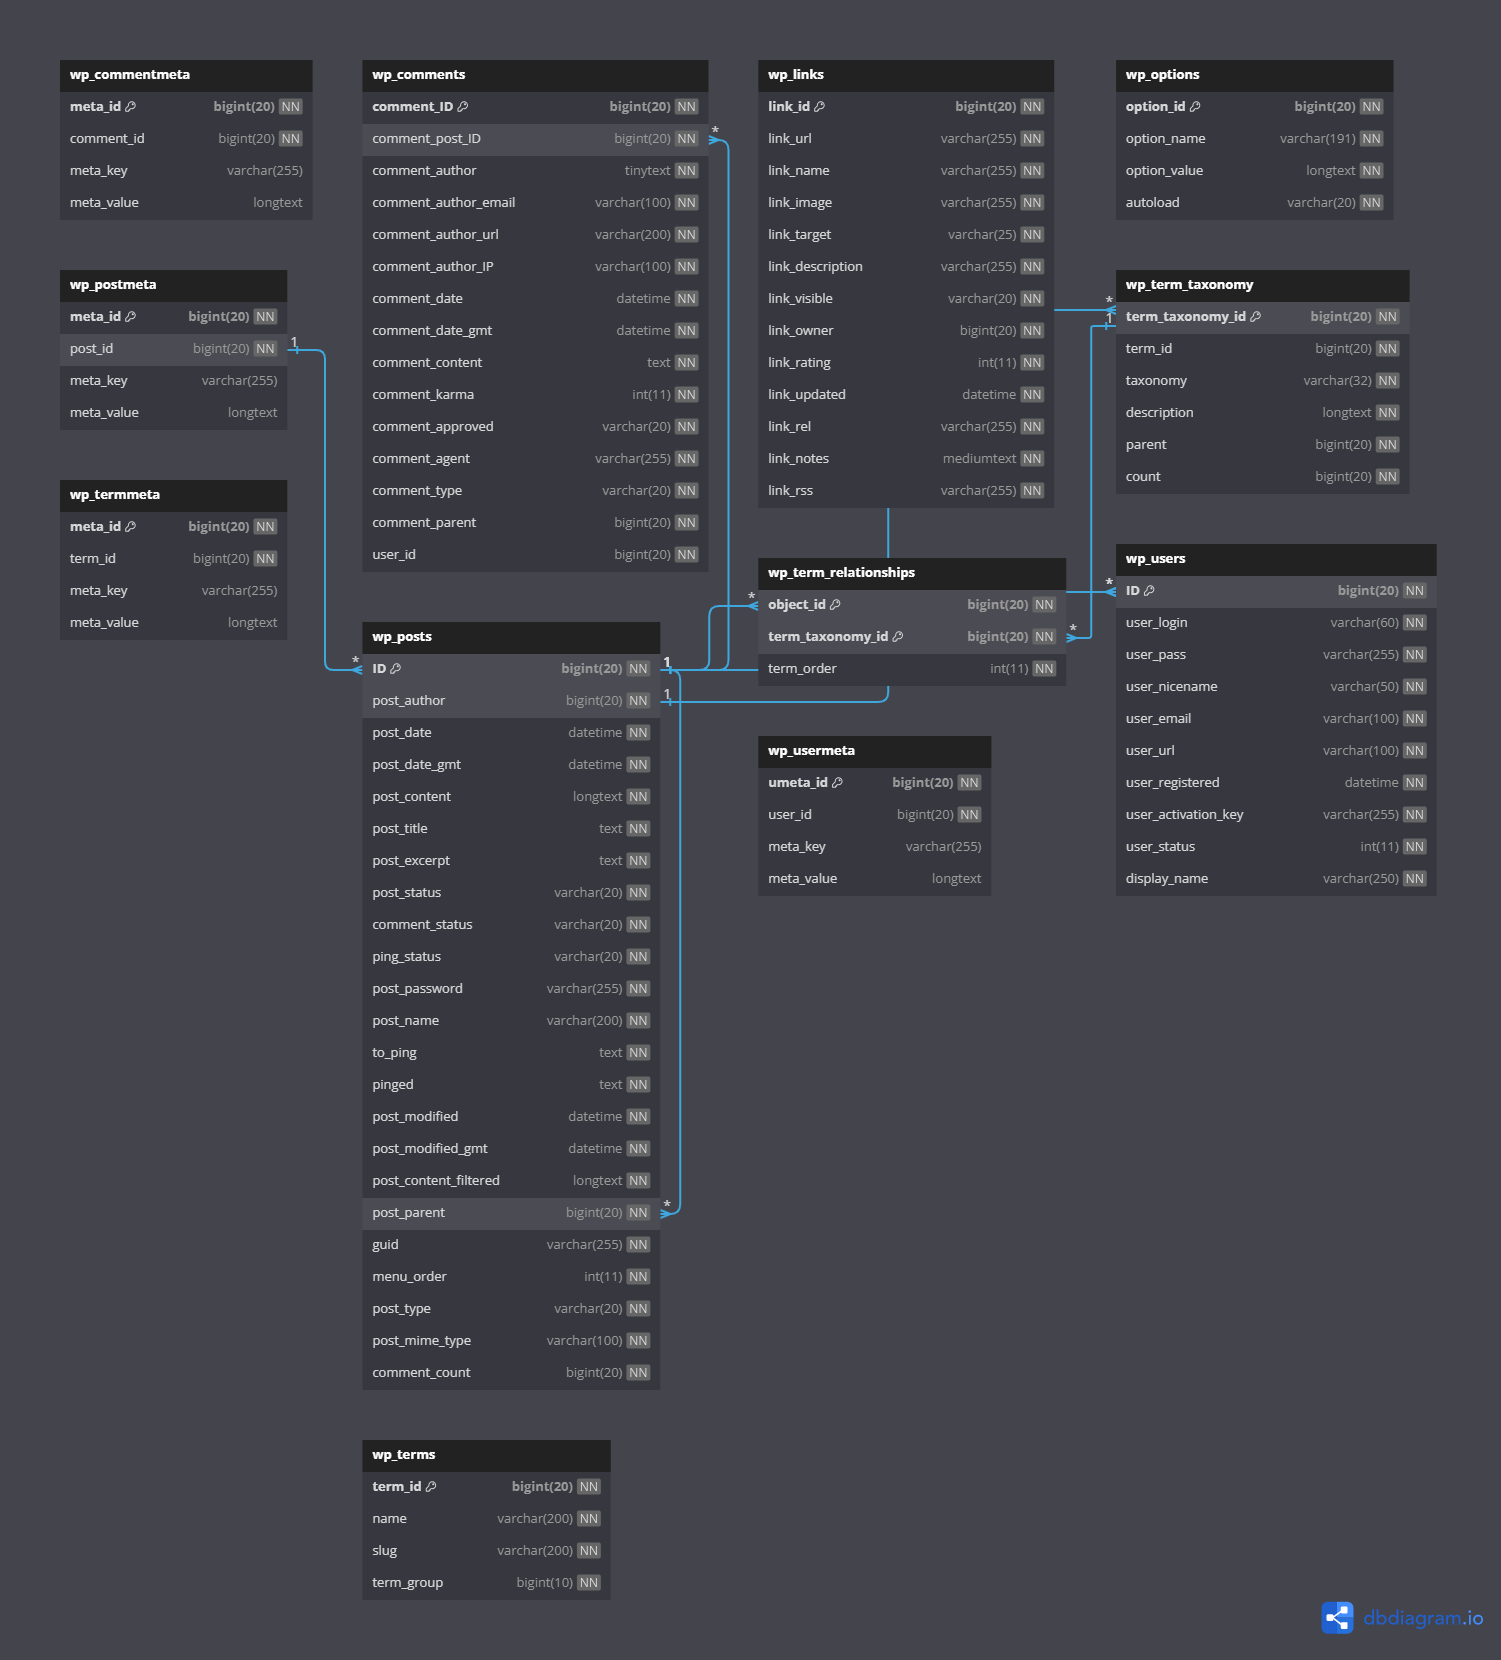 wp_commentmeta
meta_id bigint(20) NN
comment_id bigint(20) NN
meta_key varchar(255)
meta_value longtext
wp_postmeta
meta_id bigint(20) NN
post_id bigint(20) NN 1
meta_key varchar(255)
meta_value longtext
wp_termmeta
meta_id bigint(20) NN
term_id bigint(20) NN
meta_key varchar(255)
meta_value longtext
wp_comments
comment_ID bigint(20) NN
comment_post_ID bigint(20) NN *
comment_author tinytext NN
comment_author_email varchar(100) NN
comment_author_url varchar(200) NN
comment_author_IP varchar(100) NN
comment_date datetime NN
comment_date_gmt datetime NN
comment_content text NN
comment_karma int(11) NN
comment_approved varchar(20) NN
comment_agent varchar(255) NN
comment_type varchar(20) NN
comment_parent bigint(20) NN
user_id bigint(20) NN
wp_posts
* ID bigint(20) NN 1
post_author bigint(20) NN 1
post_date datetime NN
post_date_gmt datetime NN
post_content longtext NN
post_title text NN
post_excerpt text NN
post_status varchar(20) NN
comment_status varchar(20) NN
ping_status varchar(20) NN
post_password varchar(255) NN
post_name varchar(200) NN
to_ping text NN
pinged text NN
post_modified datetime NN
post_modified_gmt datetime NN
post_content_filtered longtext NN
post_parent bigint(20) NN *
guid varchar(255) NN
menu_order int(11) NN
post_type varchar(20) NN
post_mime_type varchar(100) NN
comment_count bigint(20) NN
wp_terms
term_id bigint(20) NN
name varchar(200) NN
slug varchar(200) NN
term_group bigint(10) NN
wp_links
link_id bigint(20) NN
link_url varchar(255) NN
link_name varchar(255) NN
link_image varchar(255) NN
link_target varchar(25) NN
link_description varchar(255) NN
link_visible varchar(20) NN
link_owner bigint(20) NN
link_rating int(11) NN
link_updated datetime NN
link_rel varchar(255) NN
link_notes mediumtext NN
link_rss varchar(255) NN
wp_term_relationships
* object_id bigint(20) NN
term_taxonomy_id bigint(20) NN *
term_order int(11) NN
wp_usermeta
umeta_id bigint(20) NN
user_id bigint(20) NN
meta_key varchar(255)
meta_value longtext
wp_options
option_id bigint(20) NN
option_name varchar(191) NN
option_value longtext NN
autoload varchar(20) NN
wp_term_taxonomy
* 1 term_taxonomy_id bigint(20) NN
term_id bigint(20) NN
taxonomy varchar(32) NN
description longtext NN
parent bigint(20) NN
count bigint(20) NN
wp_users
* ID bigint(20) NN
user_login varchar(60) NN
user_pass varchar(255) NN
user_nicename varchar(50) NN
user_email varchar(100) NN
user_url varchar(100) NN
user_registered datetime NN
user_activation_key varchar(255) NN
user_status int(11) NN
display_name varchar(250) NN
dbdiagram.io